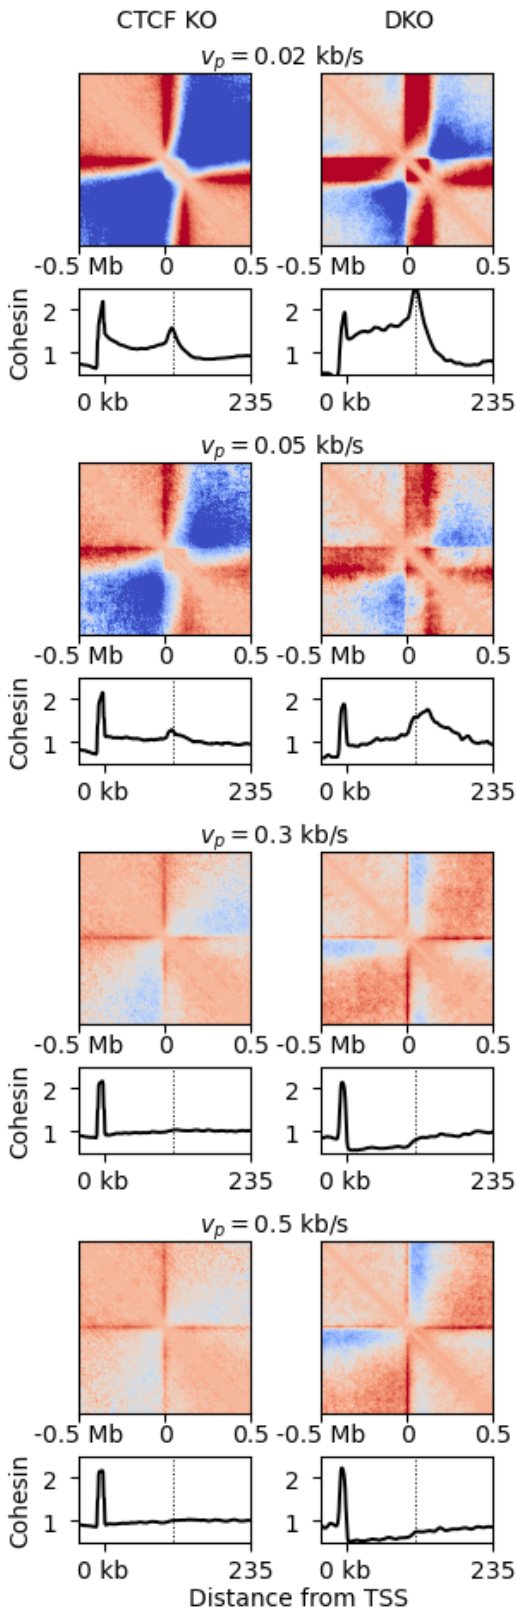 CTCF KO DKO
v_p = 0.02 kb/s
-0.5 Mb 0 0.5 -0.5 Mb 0 0.5
Cohesin 2 1 2 1
0 kb 235 0 kb 235
v_p = 0.05 kb/s
-0.5 Mb 0 0.5 -0.5 Mb 0 0.5
Cohesin 2 1 2 1
0 kb 235 0 kb 235
v_p = 0.3 kb/s
-0.5 Mb 0 0.5 -0.5 Mb 0 0.5
Cohesin 2 1 2 1
0 kb 235 0 kb 235
v_p = 0.5 kb/s
-0.5 Mb 0 0.5 -0.5 Mb 0 0.5
Cohesin 2 1 2 1
0 kb 235 0 kb 235
Distance from TSS